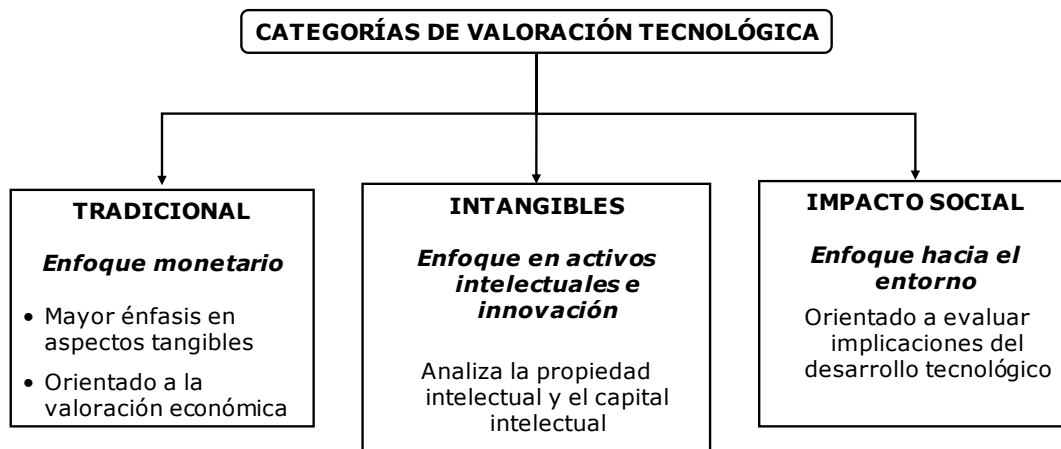 CATEGORÍAS DE VALORACIÓN TECNOLÓGICA
TRADICIONAL
Enfoque monetario
• Mayor énfasis en
aspectos tangibles
• Orientado a la
valoración económica
INTANGIBLES
Enfoque en activos
intelectuales e
innovación
Analiza la propiedad
intelectual y el capital
intelectual
IMPACTO SOCIAL
Enfoque hacia el
entorno
Orientado a evaluar
implicaciones del
desarrollo tecnológico